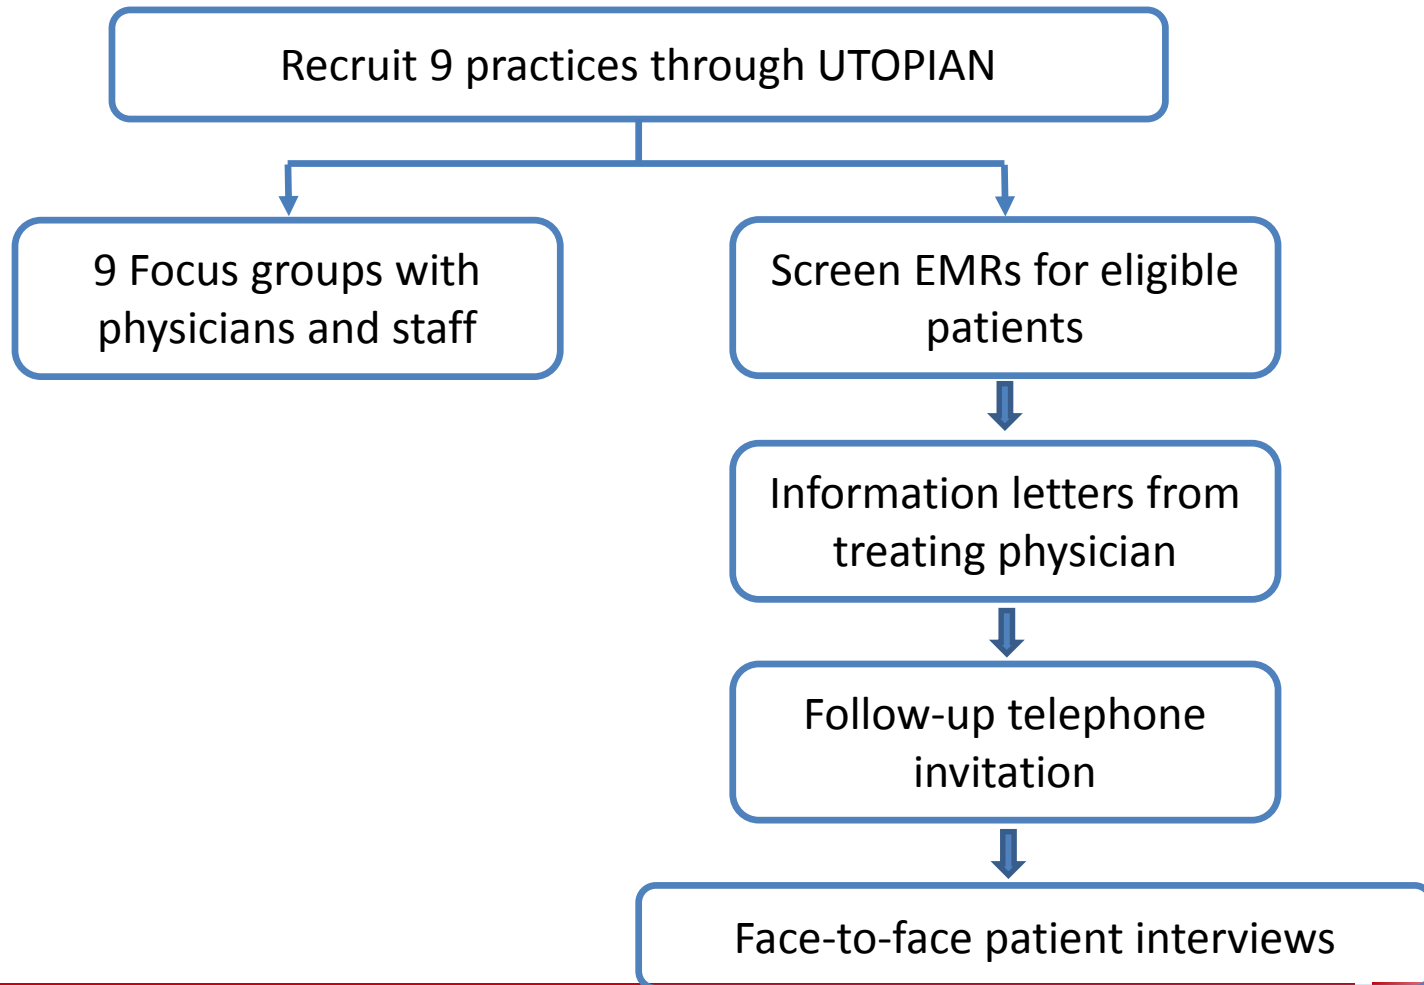 Recruit 9 practices through UTOPIAN
9 Focus groups with
physicians and staff
Screen EMRs for eligible
patients
Information letters from
treating physician
Follow-up telephone
invitation
Face-to-face patient interviews